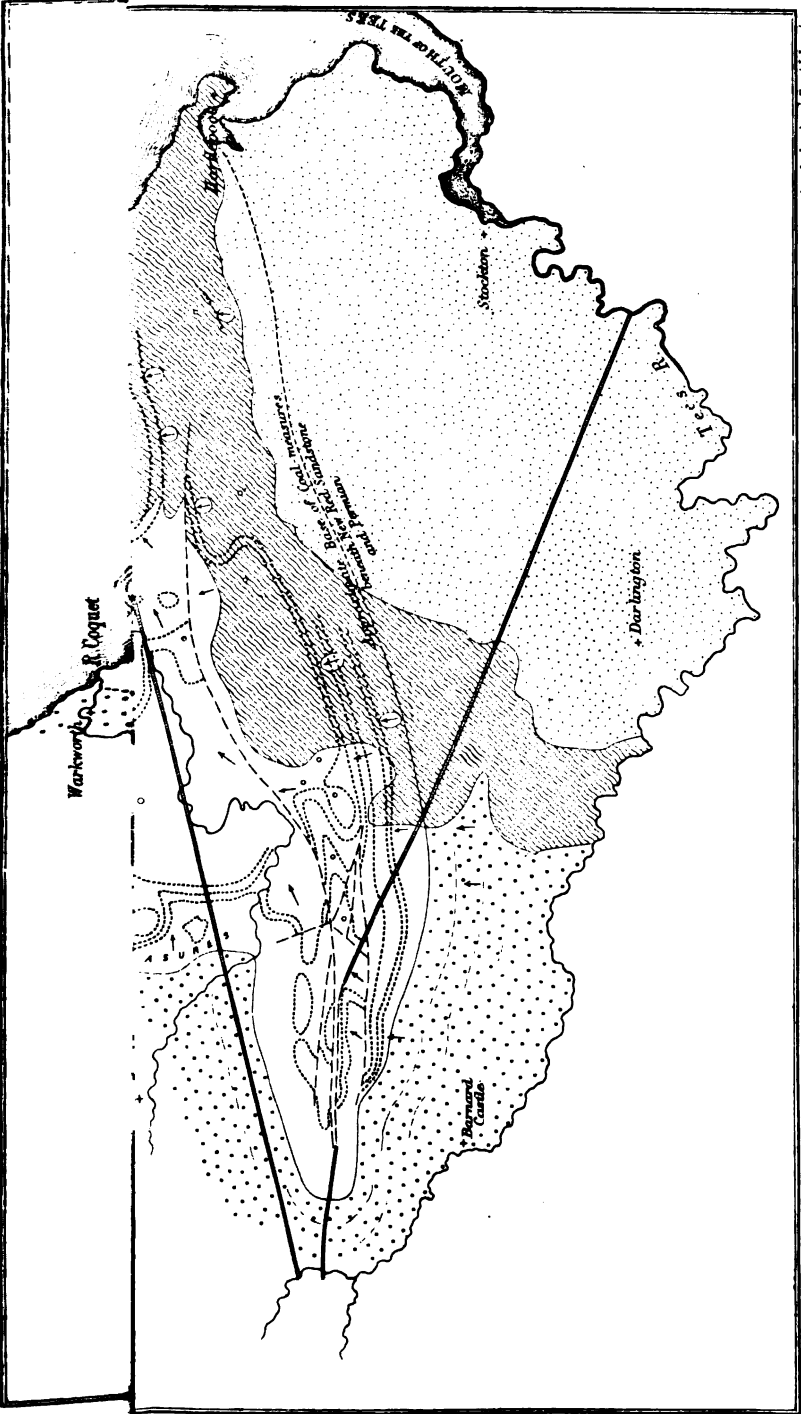 MOUTH OF THE TEES
Hartlepool
Stockton
Tees R.
Base of Coal measures
Approximate
beneath New Red Sandstone
and Permian
Darlington
R. Coquet
Warkworth
ASURES
Barnard
Castle